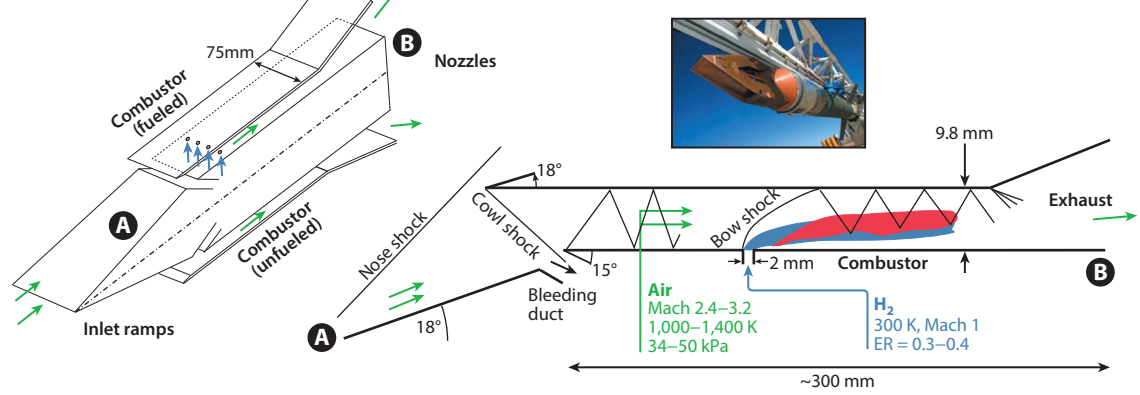 75mm
B
Nozzles
Combustor
(fueled)
A
Combustor
(unfueled)
Inlet ramps
Nose shock
18°
Cowl shock
15°
Bleeding
duct
18°
A
Air
Mach 2.4–3.2
1,000–1,400 K
34–50 kPa
Bow shock
2 mm
Combustor
H₂
300 K, Mach 1
ER = 0.3–0.4
9.8 mm
Exhaust
B
~300 mm